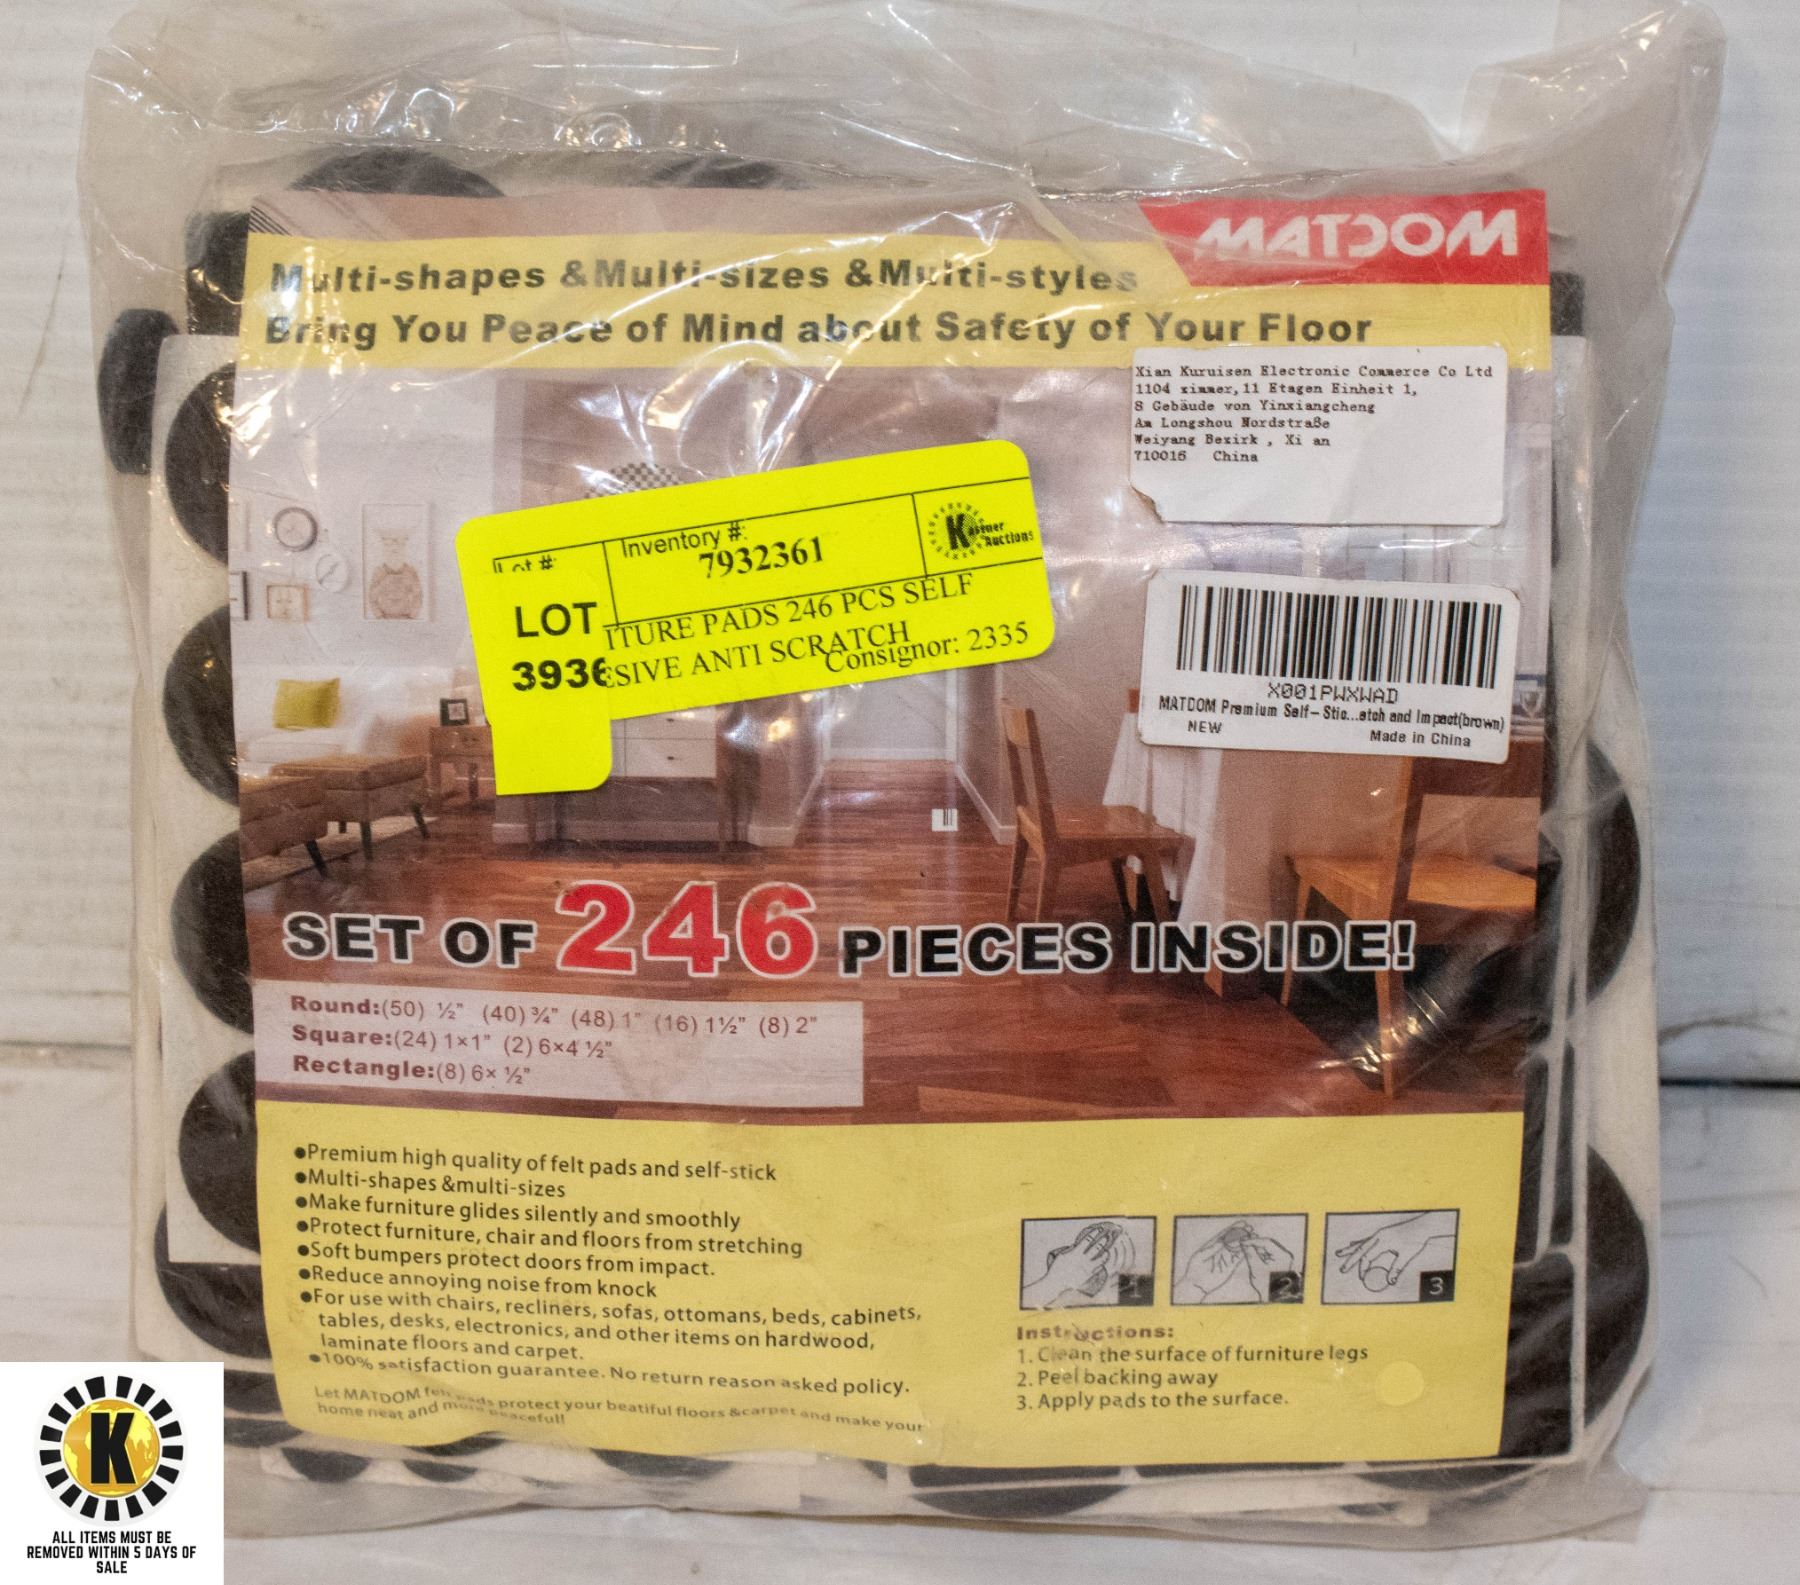 MATDOM
Multi-shapes &Multi-sizes &Multi-styles
Bring You Peace of Mind about Safety of Your Floor
Xian Kuruisen Electronic Commerce Co Ltd
1104 zimmer, 11 Etagen Einheit 1,
8 Gebäude von Yinxiangcheng
Am Longshou Nordstraße
Weiyang Bezirk , Xi an
710016 China
Lot #:
Inventory #:
7932361
Kastner
Auctions
LOT
3936
ITURE PADS 246 PCS SELF
ESIVE ANTI SCRATCH
Consignor: 2335
X001PWXWAD
MATDOM Premium Self-Stic...atch and Impact(brown)
NEW
Made in China
SET OF 246 PIECES INSIDE!
Round:(50) ½" (40) ¾" (48) 1" (16) 1½" (8) 2"
Square:(24) 1×1" (2) 6×4 ½"
Rectangle:(8) 6× ½"
●Premium high quality of felt pads and self-stick
●Multi-shapes &multi-sizes
●Make furniture glides silently and smoothly
●Protect furniture, chair and floors from stretching
●Soft bumpers protect doors from impact.
●Reduce annoying noise from knock
●For use with chairs, recliners, sofas, ottomans, beds, cabinets,
tables, desks, electronics, and other items on hardwood,
laminate floors and carpet.
●100% satisfaction guarantee. No return reason asked policy.
Let MATDOM felt pads protect your beatiful floors &carpet and make your
home neat and more peacefull!
1
2
3
Instructions:
1. Clean the surface of furniture legs
2. Peel backing away
3. Apply pads to the surface.
K
ALL ITEMS MUST BE
REMOVED WITHIN 5 DAYS OF
SALE